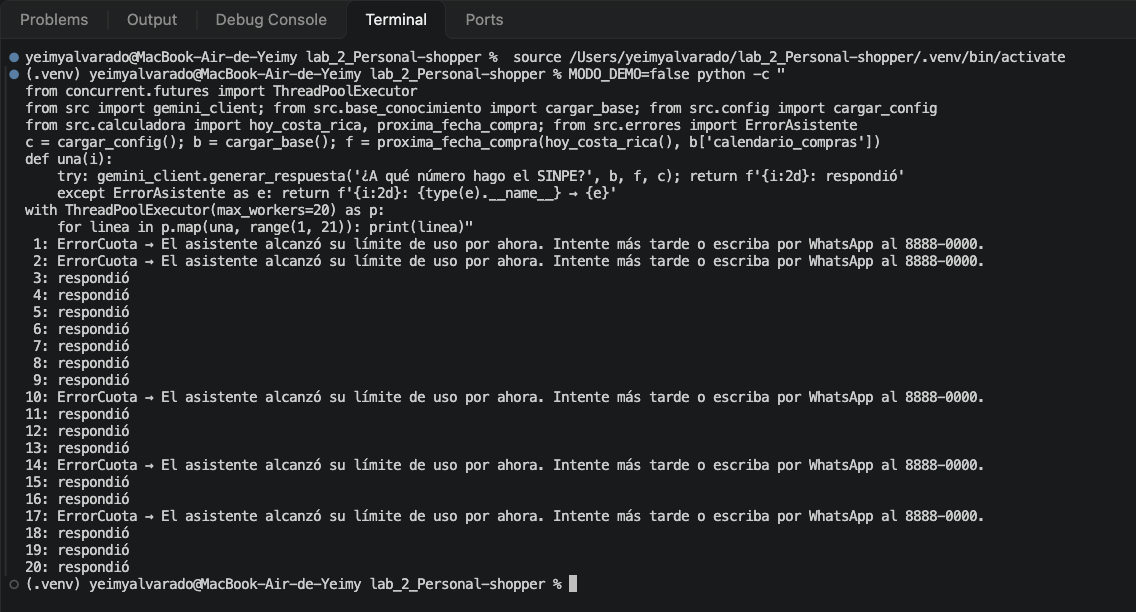 Problems Output Debug Console Terminal Ports
yeimyalvarado@MacBook-Air-de-Yeimy lab_2_Personal-shopper %  source /Users/yeimyalvarado/lab_2_Personal-shopper/.venv/bin/activate
(.venv) yeimyalvarado@MacBook-Air-de-Yeimy lab_2_Personal-shopper % MODO_DEMO=false python -c "
from concurrent.futures import ThreadPoolExecutor
from src import gemini_client; from src.base_conocimiento import cargar_base; from src.config import cargar_config
from src.calculadora import hoy_costa_rica, proxima_fecha_compra; from src.errores import ErrorAsistente
c = cargar_config(); b = cargar_base(); f = proxima_fecha_compra(hoy_costa_rica(), b['calendario_compras'])
def una(i):
    try: gemini_client.generar_respuesta('¿A qué número hago el SINPE?', b, f, c); return f'{i:2d}: respondió'
    except ErrorAsistente as e: return f'{i:2d}: {type(e).__name__} → {e}'
with ThreadPoolExecutor(max_workers=20) as p:
    for linea in p.map(una, range(1, 21)): print(linea)"
 1: ErrorCuota → El asistente alcanzó su límite de uso por ahora. Intente más tarde o escriba por WhatsApp al 8888-0000.
 2: ErrorCuota → El asistente alcanzó su límite de uso por ahora. Intente más tarde o escriba por WhatsApp al 8888-0000.
 3: respondió
 4: respondió
 5: respondió
 6: respondió
 7: respondió
 8: respondió
 9: respondió
10: ErrorCuota → El asistente alcanzó su límite de uso por ahora. Intente más tarde o escriba por WhatsApp al 8888-0000.
11: respondió
12: respondió
13: respondió
14: ErrorCuota → El asistente alcanzó su límite de uso por ahora. Intente más tarde o escriba por WhatsApp al 8888-0000.
15: respondió
16: respondió
17: ErrorCuota → El asistente alcanzó su límite de uso por ahora. Intente más tarde o escriba por WhatsApp al 8888-0000.
18: respondió
19: respondió
20: respondió
(.venv) yeimyalvarado@MacBook-Air-de-Yeimy lab_2_Personal-shopper %